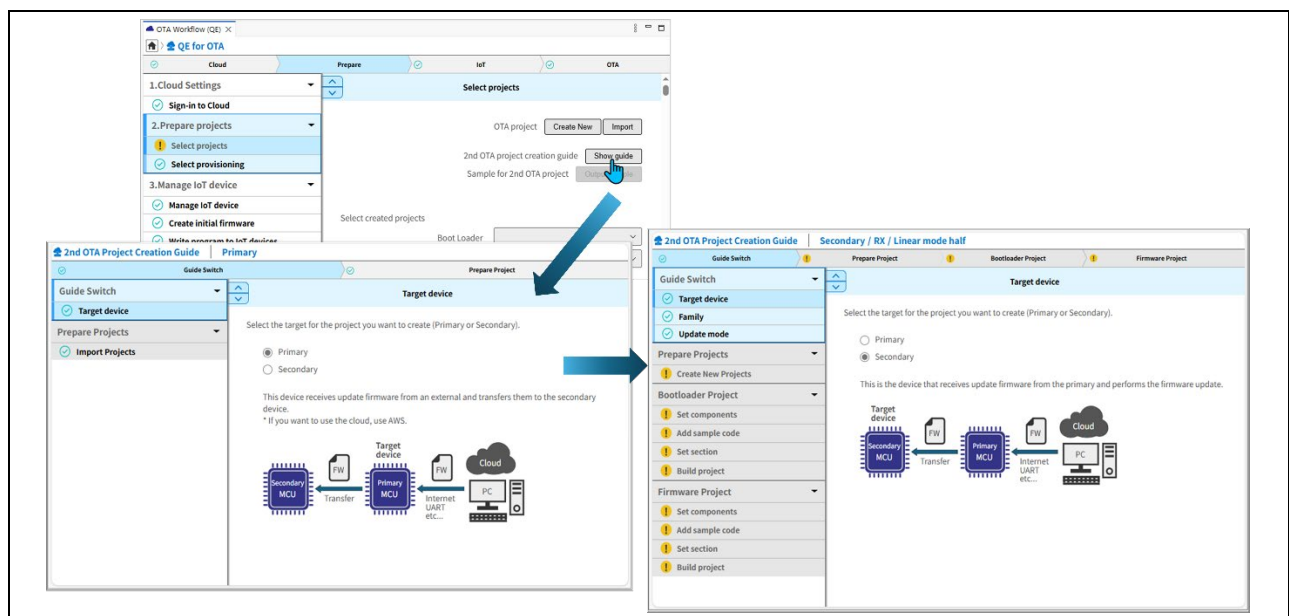 OTA Workflow (QE)
QE for OTA
Cloud
Prepare
IoT
OTA
1.Cloud Settings
Sign-in to Cloud
2.Prepare projects
Select projects
Select provisioning
3.Manage IoT device
Manage IoT device
Create initial firmware
Write program to IoT devices
Select projects
OTA project
Create New
Import
2nd OTA project creation guide
Show guide
Sample for 2nd OTA project
Select created projects
Boot Loader
2nd OTA Project Creation Guide
Primary
Guide Switch
Prepare Project
Guide Switch
Target device
Prepare Projects
Import Projects
Target device
Select the target for the project you want to create (Primary or Secondary).
Primary
Secondary
This device receives update firmware from an external and transfers them to the secondary
device.
* If you want to use the cloud, use AWS.
Target
device
FW
FW
Cloud
Secondary
MCU
Transfer
Primary
MCU
Internet
UART
etc...
PC
2nd OTA Project Creation Guide
Secondary / RX / Linear mode half
Guide Switch
Prepare Project
Bootloader Project
Firmware Project
Guide Switch
Target device
Family
Update mode
Prepare Projects
Create New Projects
Bootloader Project
Set components
Add sample code
Set section
Build project
Firmware Project
Set components
Add sample code
Set section
Build project
Target device
Select the target for the project you want to create (Primary or Secondary).
Primary
Secondary
This is the device that receives update firmware from the primary and performs the firmware update.
Target
device
FW
FW
Cloud
Secondary
MCU
Transfer
Primary
MCU
Internet
UART
etc...
PC